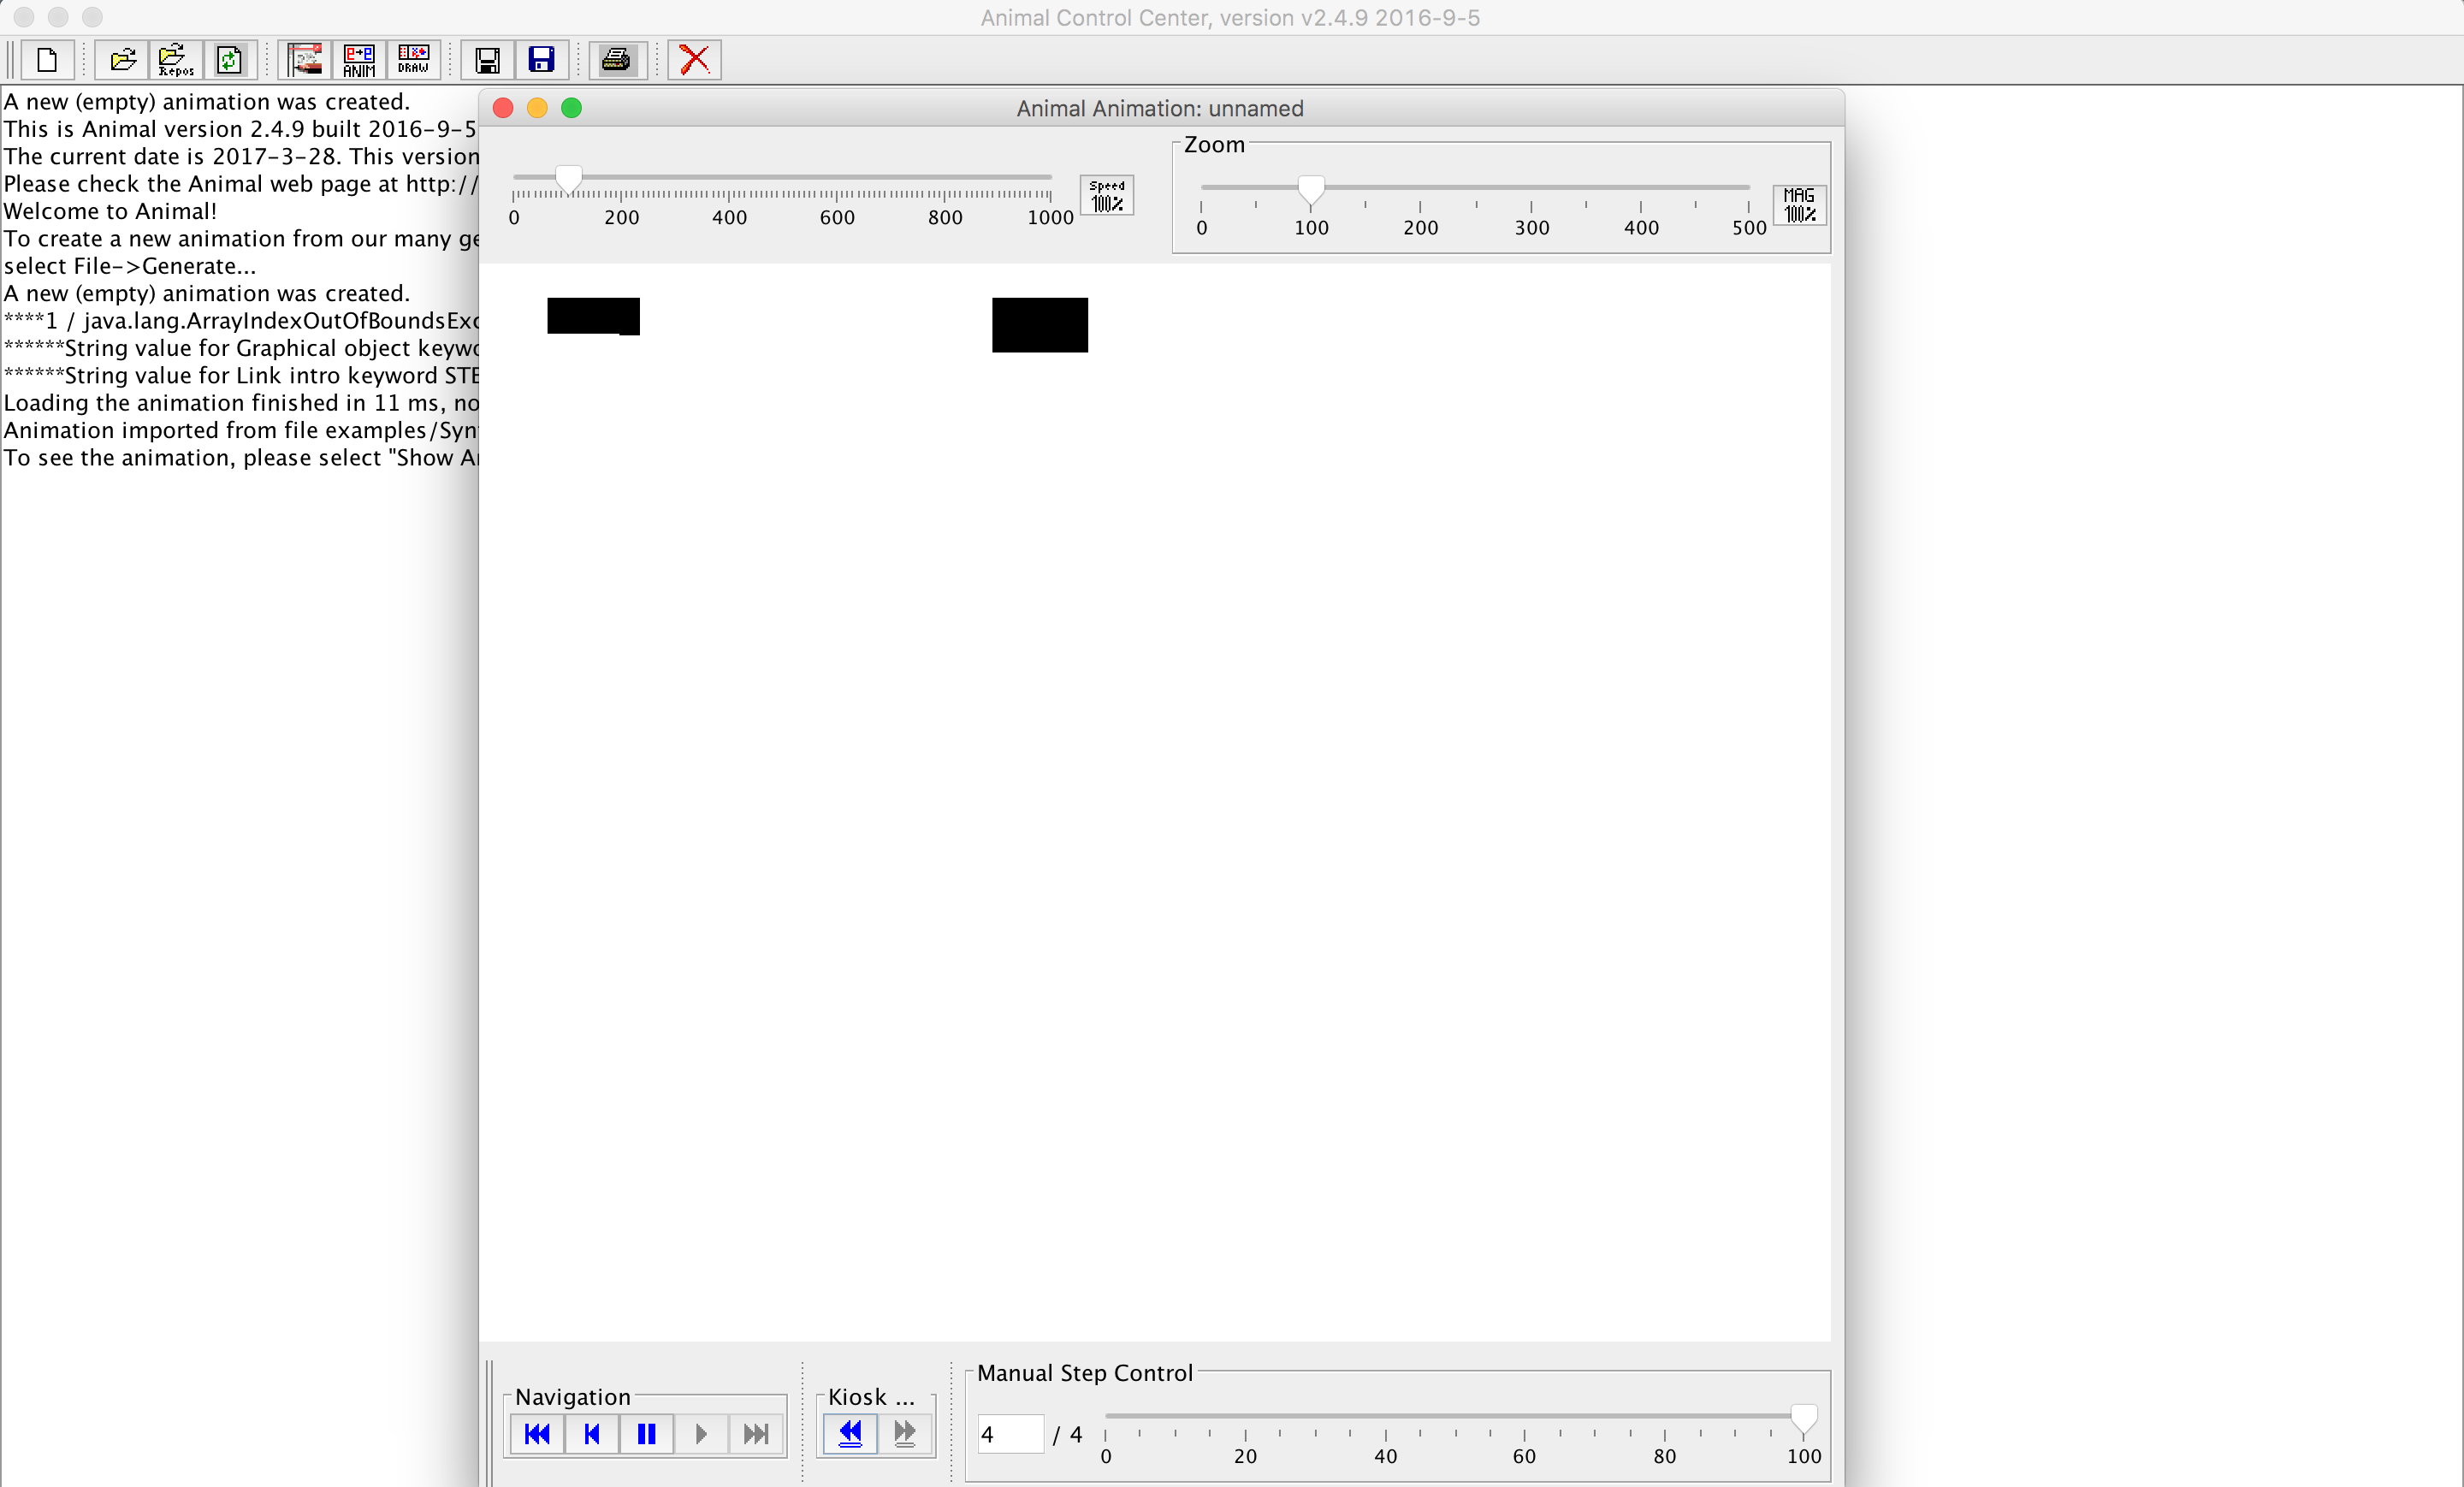 Animal Control Center, version v2.4.9 2016-9-5
Repos
ANIM
DRAW
A new (empty) animation was created.
This is Animal version 2.4.9 built 2016-9-5
The current date is 2017-3-28. This version
Please check the Animal web page at http://
Welcome to Animal!
To create a new animation from our many ge
select File->Generate...
A new (empty) animation was created.
****1 / java.lang.ArrayIndexOutOfBoundsExc
******String value for Graphical object keywo
******String value for Link intro keyword STE
Loading the animation finished in 11 ms, no
Animation imported from file examples/Syn
To see the animation, please select "Show A
Animal Animation: unnamed
0 200 400 600 800 1000
Speed
100%
Zoom
0 100 200 300 400 500
MAG
100%
Navigation
Kiosk ...
Manual Step Control
4 / 4
0 20 40 60 80 100